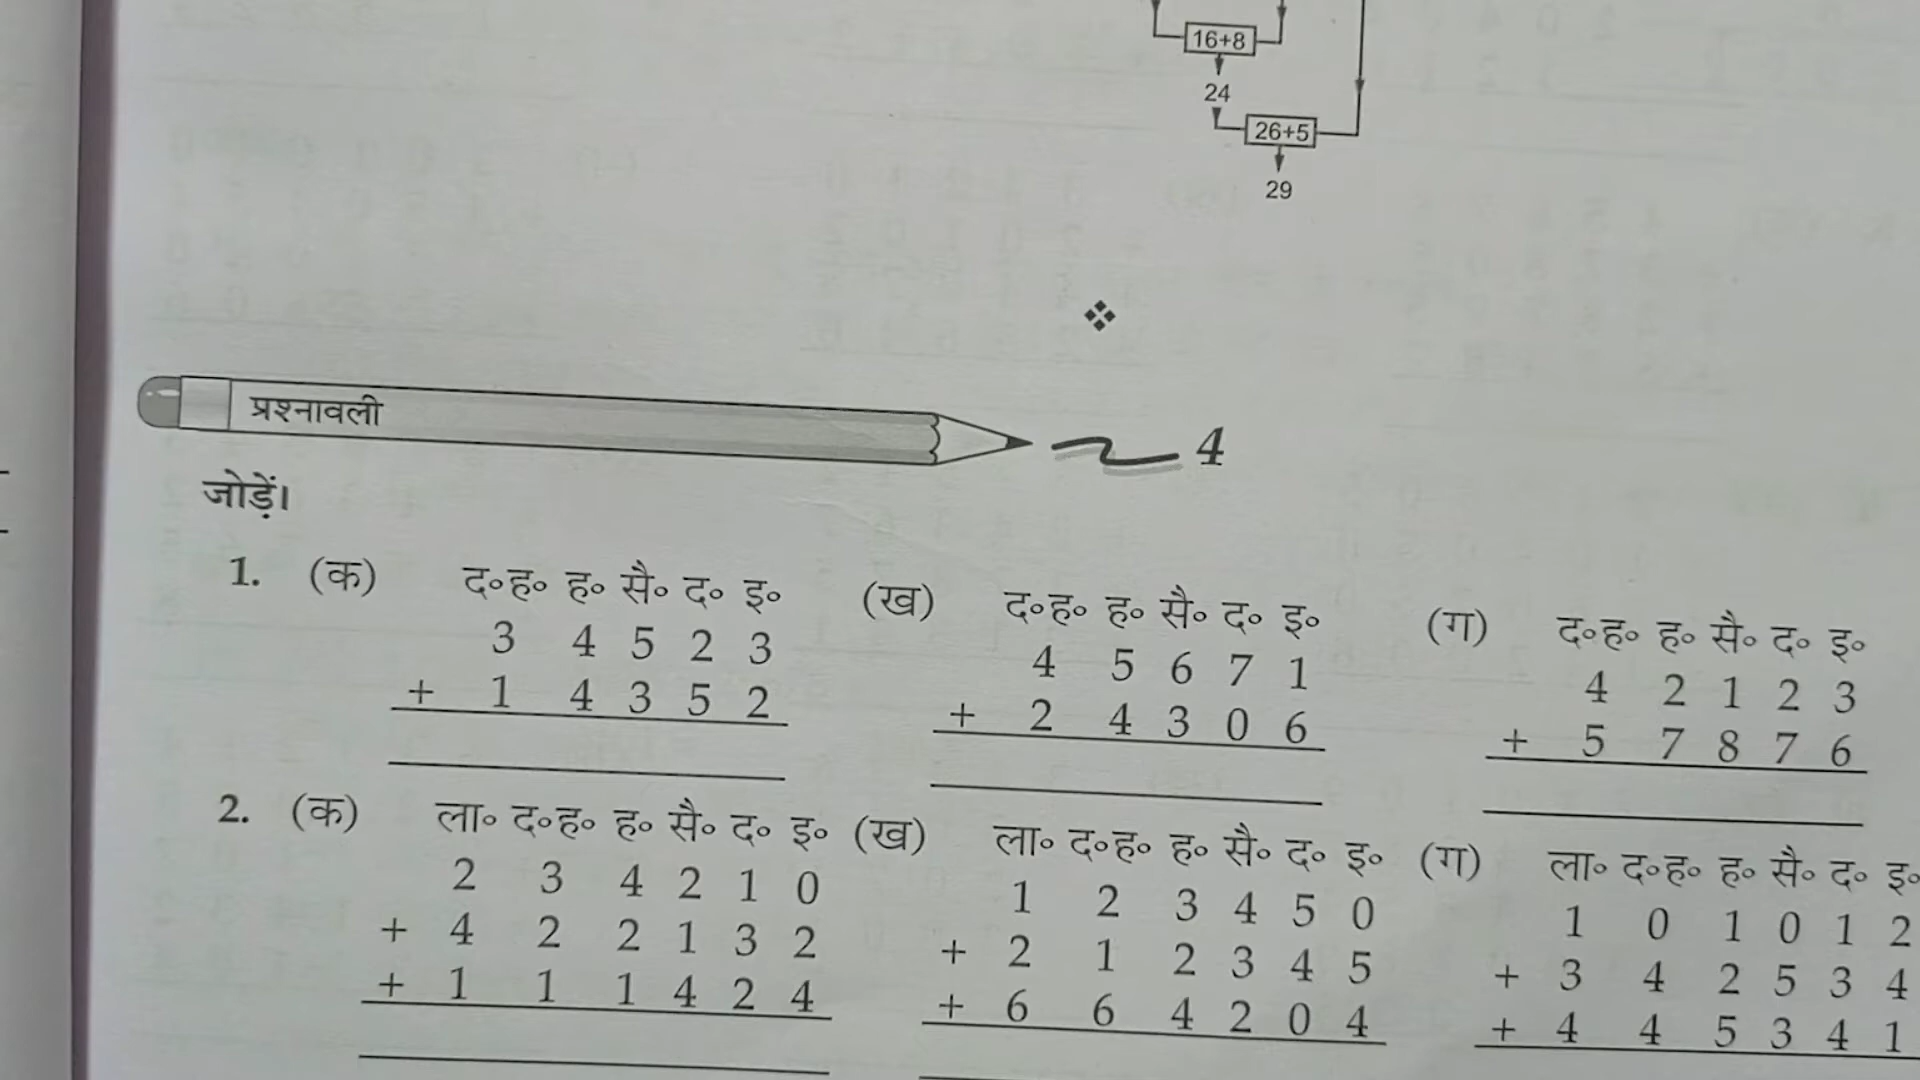 16+8
24
26+5
29
प्रश्नावली 4
जोड़ें।
1. (क) द०ह० ह० सै० द० इ० (ख) द०ह० ह० सै० द० इ० (ग) द०ह० ह० सै० द० इ०
3 4 5 2 3 4 5 6 7 1 4 2 1 2 3
+ 1 4 3 5 2 + 2 4 3 0 6 + 5 7 8 7 6
2. (क) ला० द०ह० ह० सै० द० इ० (ख) ला० द०ह० ह० सै० द० इ० (ग) ला० द०ह० ह० सै० द० इ०
2 3 4 2 1 0 1 2 3 4 5 0 1 0 1 0 1 2
+ 4 2 2 1 3 2 + 2 1 2 3 4 5 + 3 4 2 5 3 4
+ 1 1 1 4 2 4 + 6 6 4 2 0 4 + 4 4 5 3 4 1